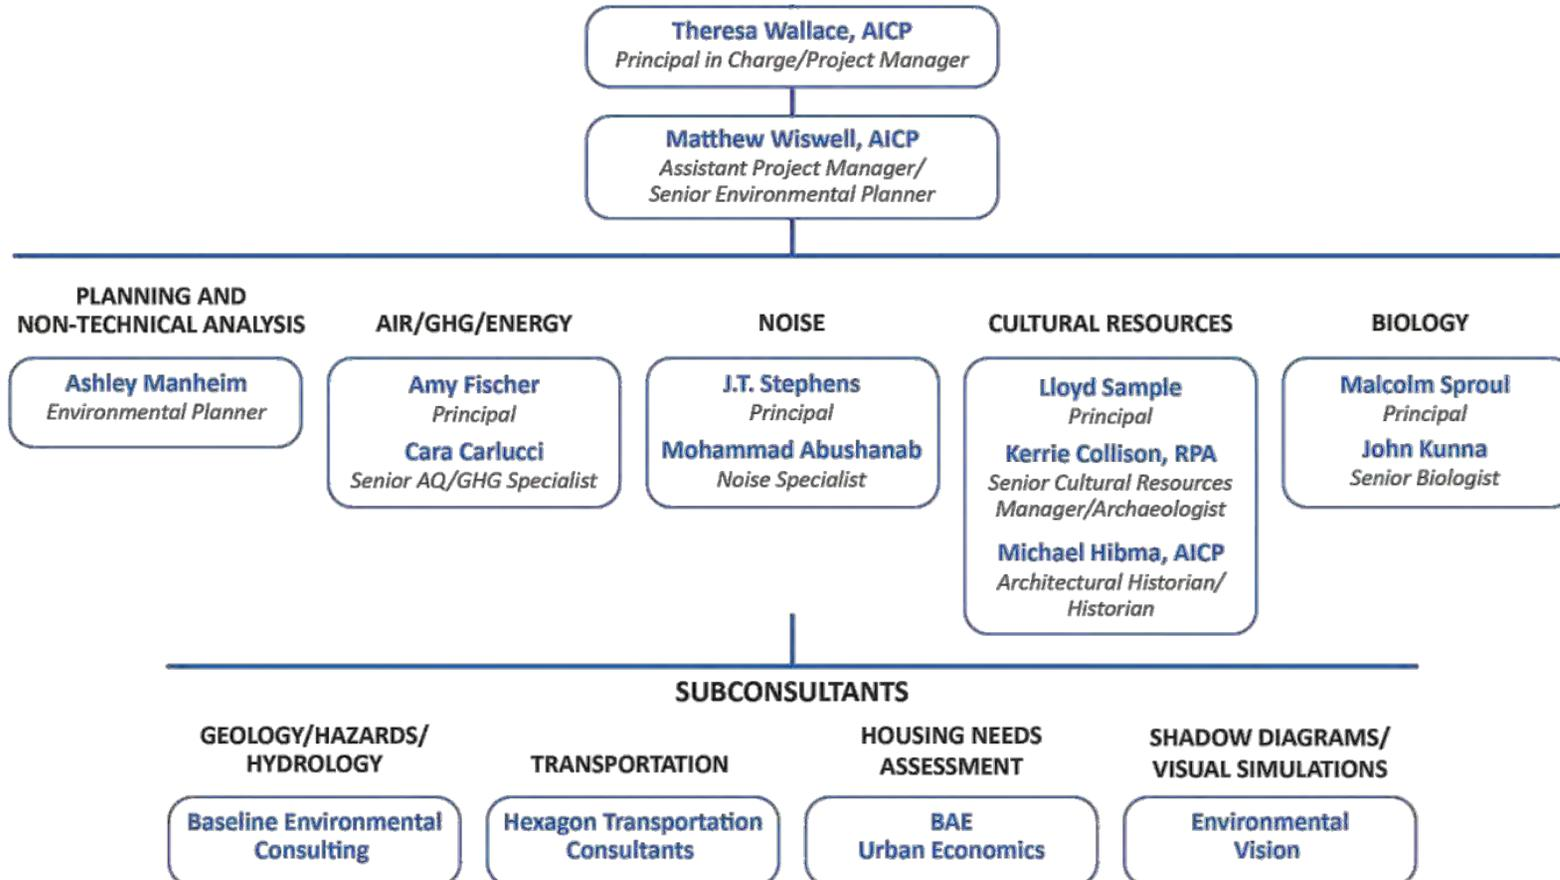 Theresa Wallace, AICP
Principal in Charge/Project Manager
Matthew Wiswell, AICP
Assistant Project Manager/
Senior Environmental Planner
PLANNING AND
NON-TECHNICAL ANALYSIS
Ashley Manheim
Environmental Planner
AIR/GHG/ENERGY
Amy Fischer
Principal
Cara Carlucci
Senior AQ/GHG Specialist
NOISE
J.T. Stephens
Principal
Mohammad Abushanab
Noise Specialist
CULTURAL RESOURCES
Lloyd Sample
Principal
Kerrie Collison, RPA
Senior Cultural Resources
Manager/Archaeologist
Michael Hibma, AICP
Architectural Historian/
Historian
BIOLOGY
Malcolm Sproul
Principal
John Kunna
Senior Biologist
SUBCONSULTANTS
GEOLOGY/HAZARDS/
HYDROLOGY
Baseline Environmental
Consulting
TRANSPORTATION
Hexagon Transportation
Consultants
HOUSING NEEDS
ASSESSMENT
BAE
Urban Economics
SHADOW DIAGRAMS/
VISUAL SIMULATIONS
Environmental
Vision